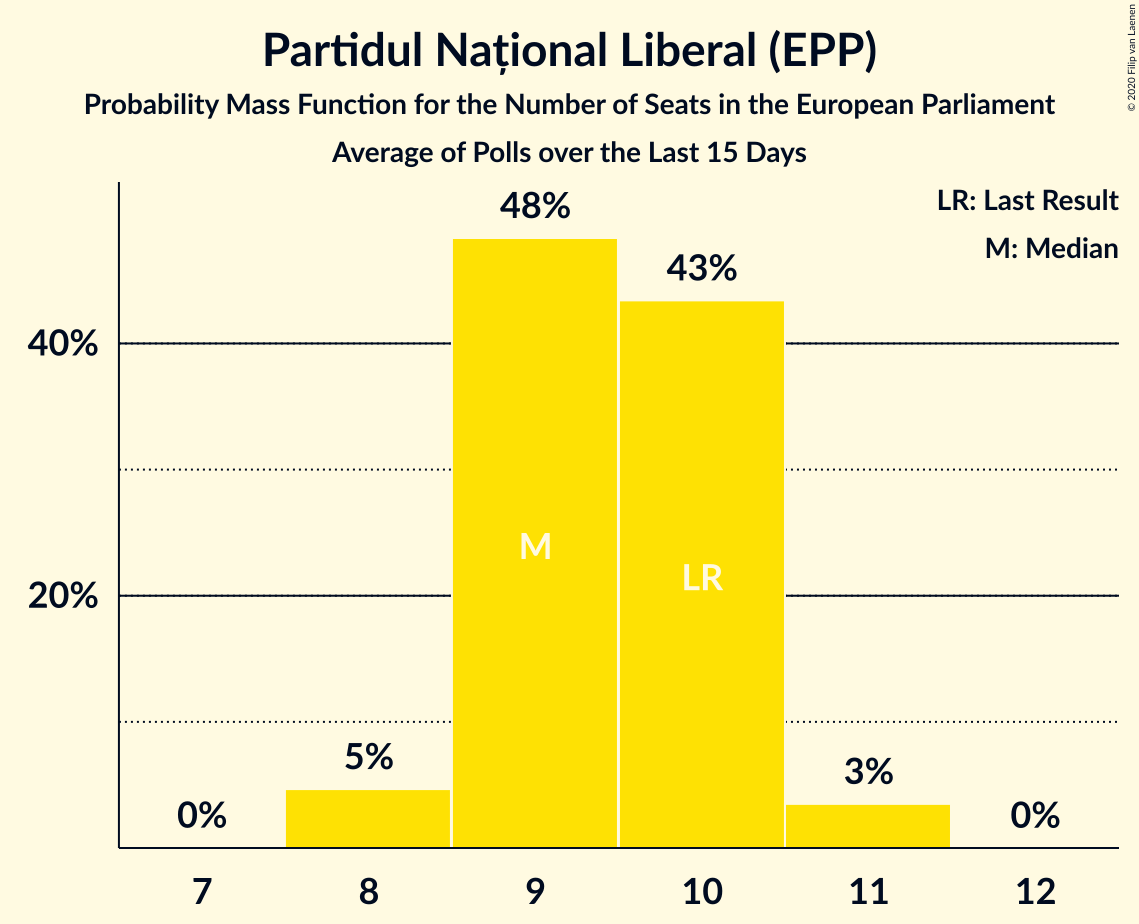 Partidul Național Liberal (EPP)
Probability Mass Function for the Number of Seats in the European Parliament
Average of Polls over the Last 15 Days
© 2020 Filip van Laenen
LR: Last Result
M: Median
48%
43%
40%
M
LR
20%
5%
3%
0%
0%
7
8
9
10
11
12